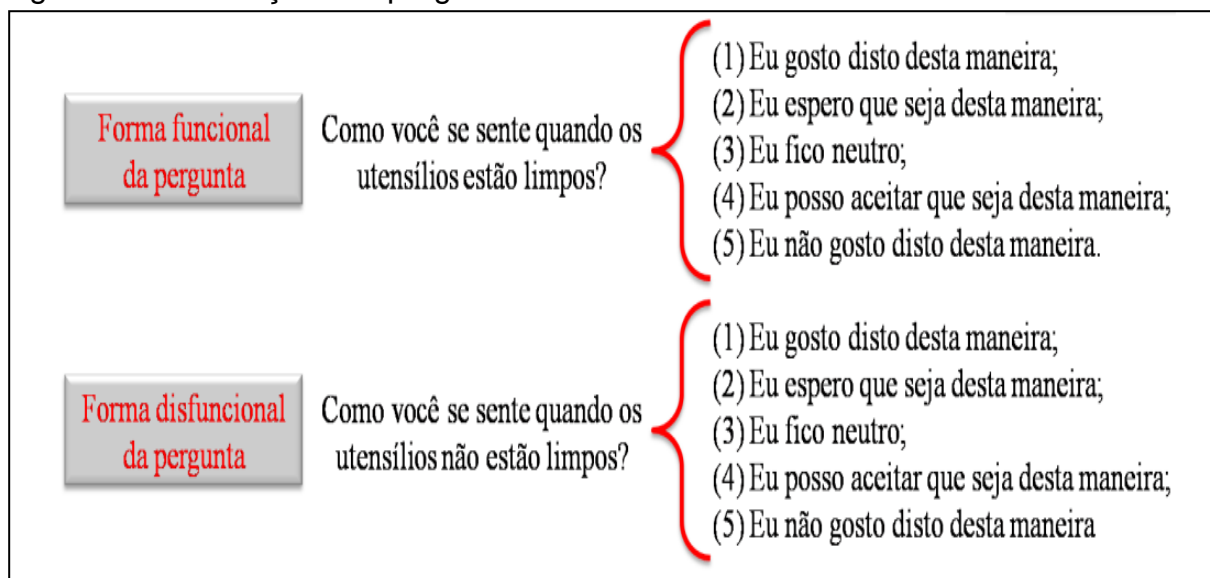 Forma funcional
da pergunta
Como você se sente quando os
utensílios estão limpos?
(1) Eu gosto disto desta maneira;
(2) Eu espero que seja desta maneira;
(3) Eu fico neutro;
(4) Eu posso aceitar que seja desta maneira;
(5) Eu não gosto disto desta maneira.
Forma disfuncional
da pergunta
Como você se sente quando os
utensílios não estão limpos?
(1) Eu gosto disto desta maneira;
(2) Eu espero que seja desta maneira;
(3) Eu fico neutro;
(4) Eu posso aceitar que seja desta maneira;
(5) Eu não gosto disto desta maneira